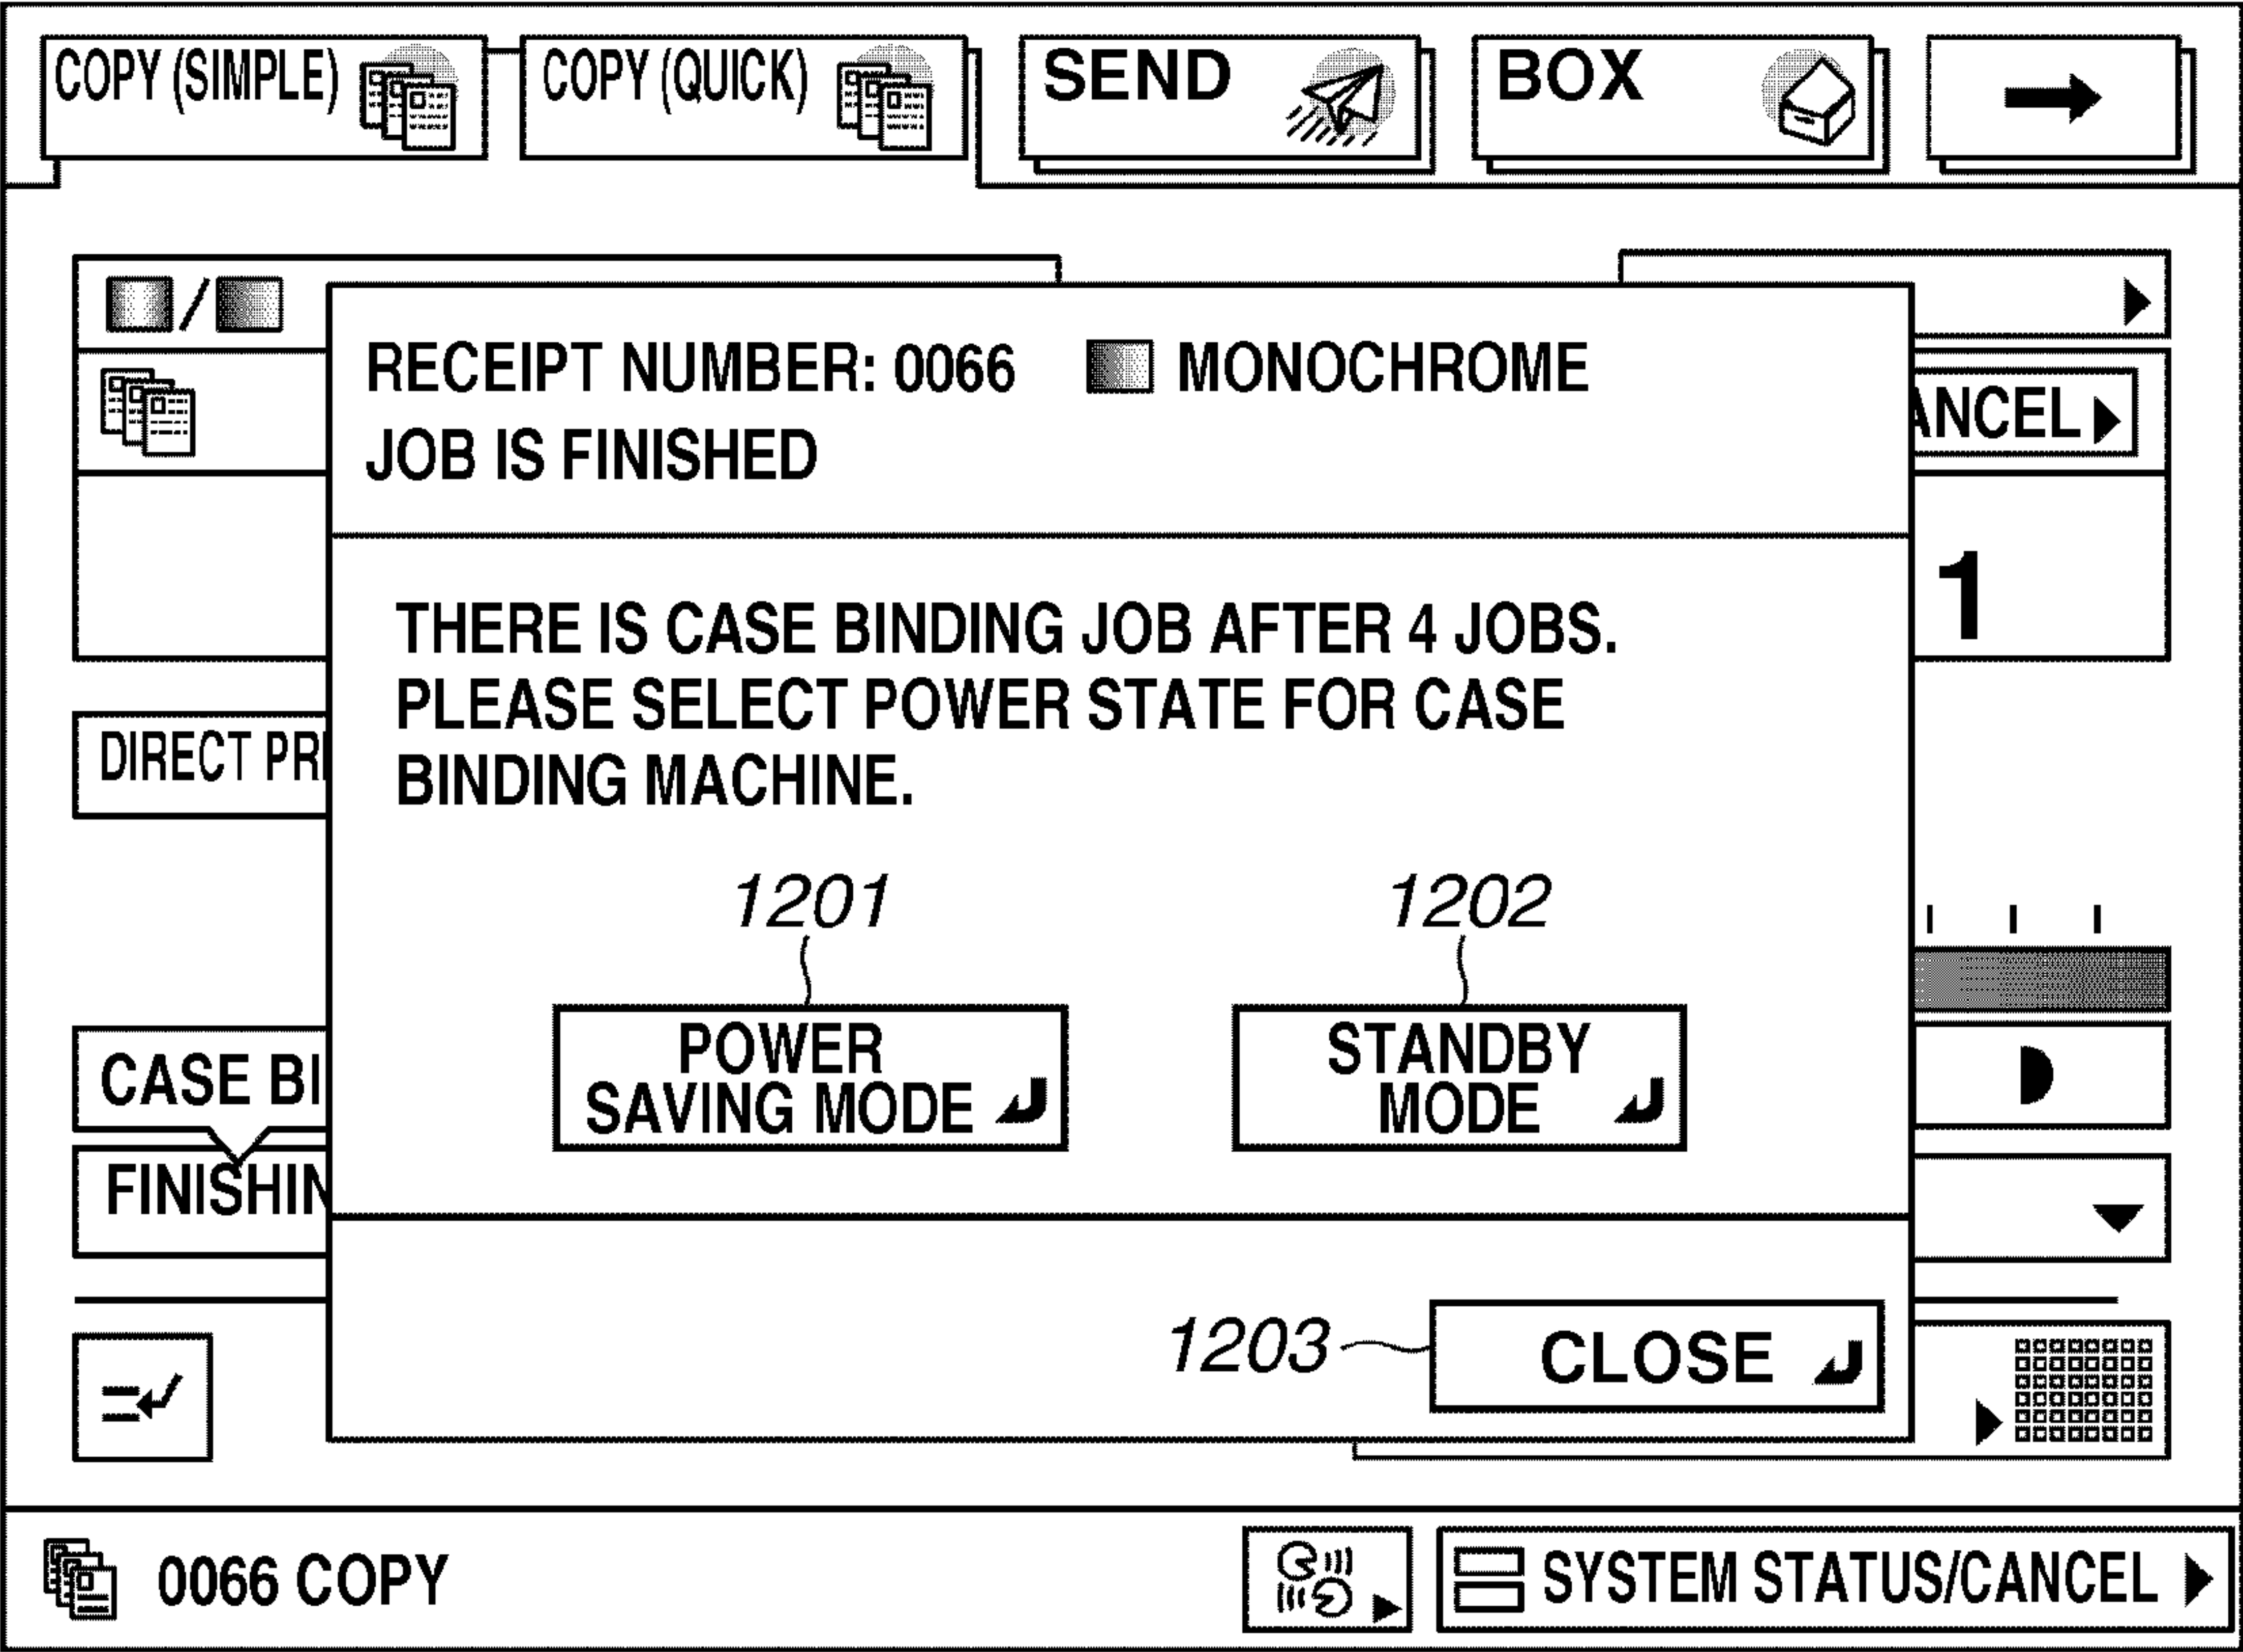 COPY (SIMPLE)
COPY (QUICK)
SEND
BOX
RECEIPT NUMBER: 0066 MONOCHROME
JOB IS FINISHED
ANCEL
1
THERE IS CASE BINDING JOB AFTER 4 JOBS.
PLEASE SELECT POWER STATE FOR CASE
BINDING MACHINE.
DIRECT PRI
1201
1202
POWER
SAVING MODE
STANDBY
MODE
CASE BI
FINISHIN
1203
CLOSE
0066 COPY
SYSTEM STATUS/CANCEL